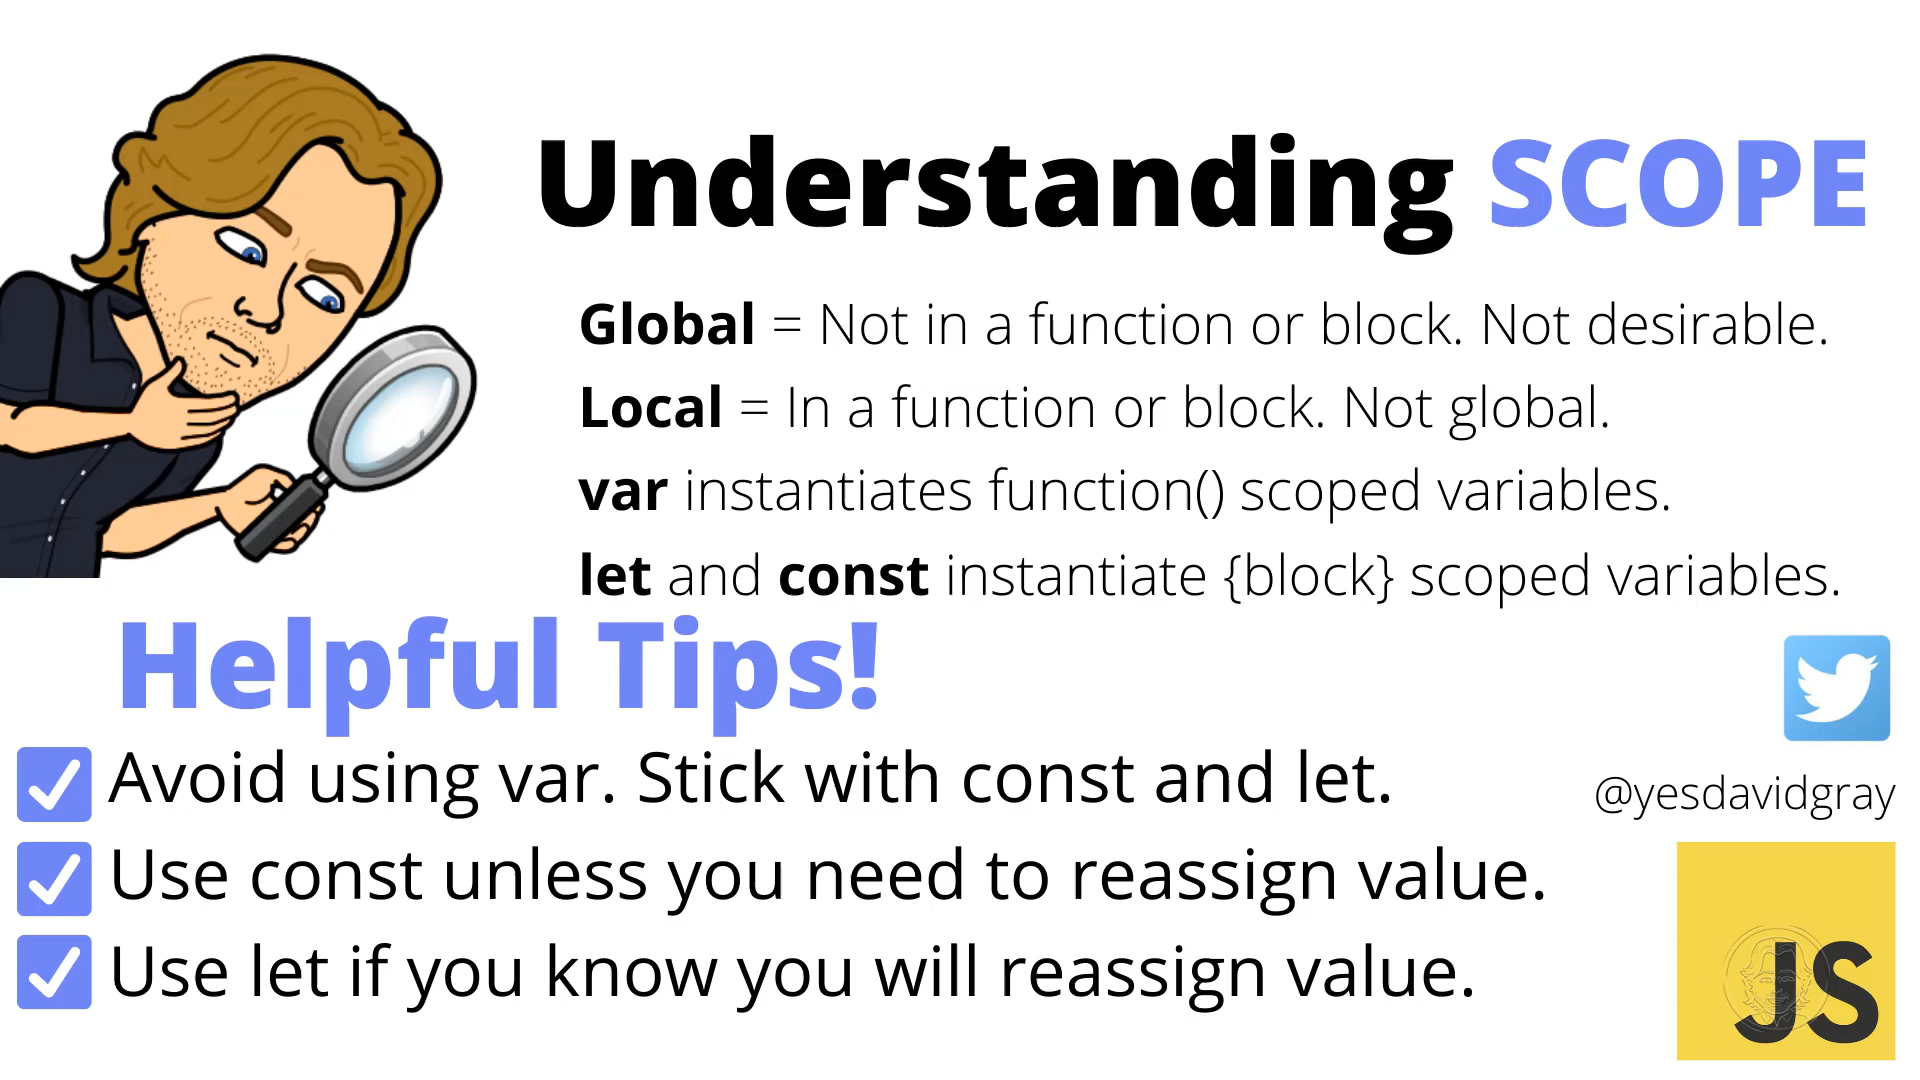 Understanding SCOPE
Global = Not in a function or block. Not desirable.
Local = In a function or block. Not global.
var instantiates function() scoped variables.
let and const instantiate {block} scoped variables.
Helpful Tips!
Avoid using var. Stick with const and let.
Use const unless you need to reassign value.
Use let if you know you will reassign value.
@yesdavidgray
JS